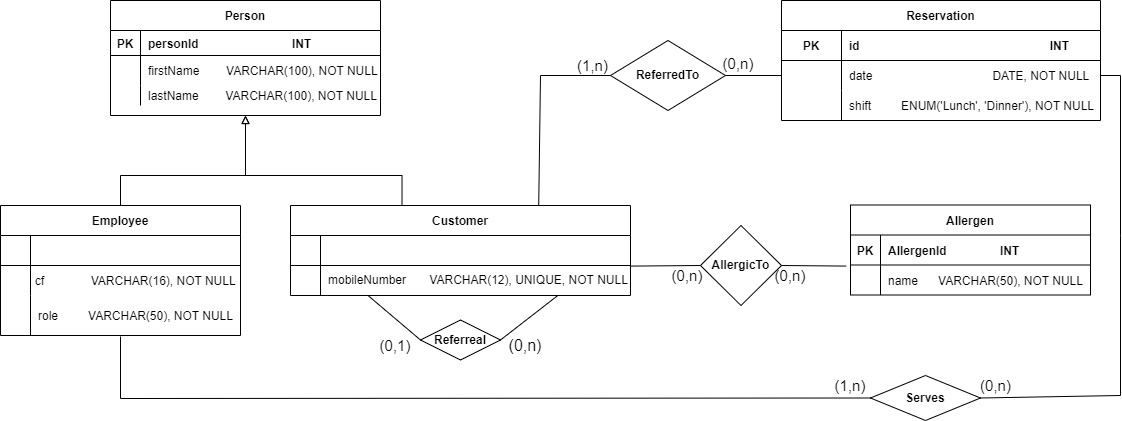 Person
PK personId INT
firstName VARCHAR(100), NOT NULL
lastName VARCHAR(100), NOT NULL
Reservation
PK id INT
date DATE, NOT NULL
shift ENUM('Lunch', 'Dinner'), NOT NULL
(1,n) ReferredTo (0,n)
Employee
cf VARCHAR(16), NOT NULL
role VARCHAR(50), NOT NULL
Customer
mobileNumber VARCHAR(12), UNIQUE, NOT NULL
(0,n) AllergicTo (0,n)
Allergen
PK AllergenId INT
name VARCHAR(50), NOT NULL
(0,1) Referreal (0,n)
(1,n) Serves (0,n)